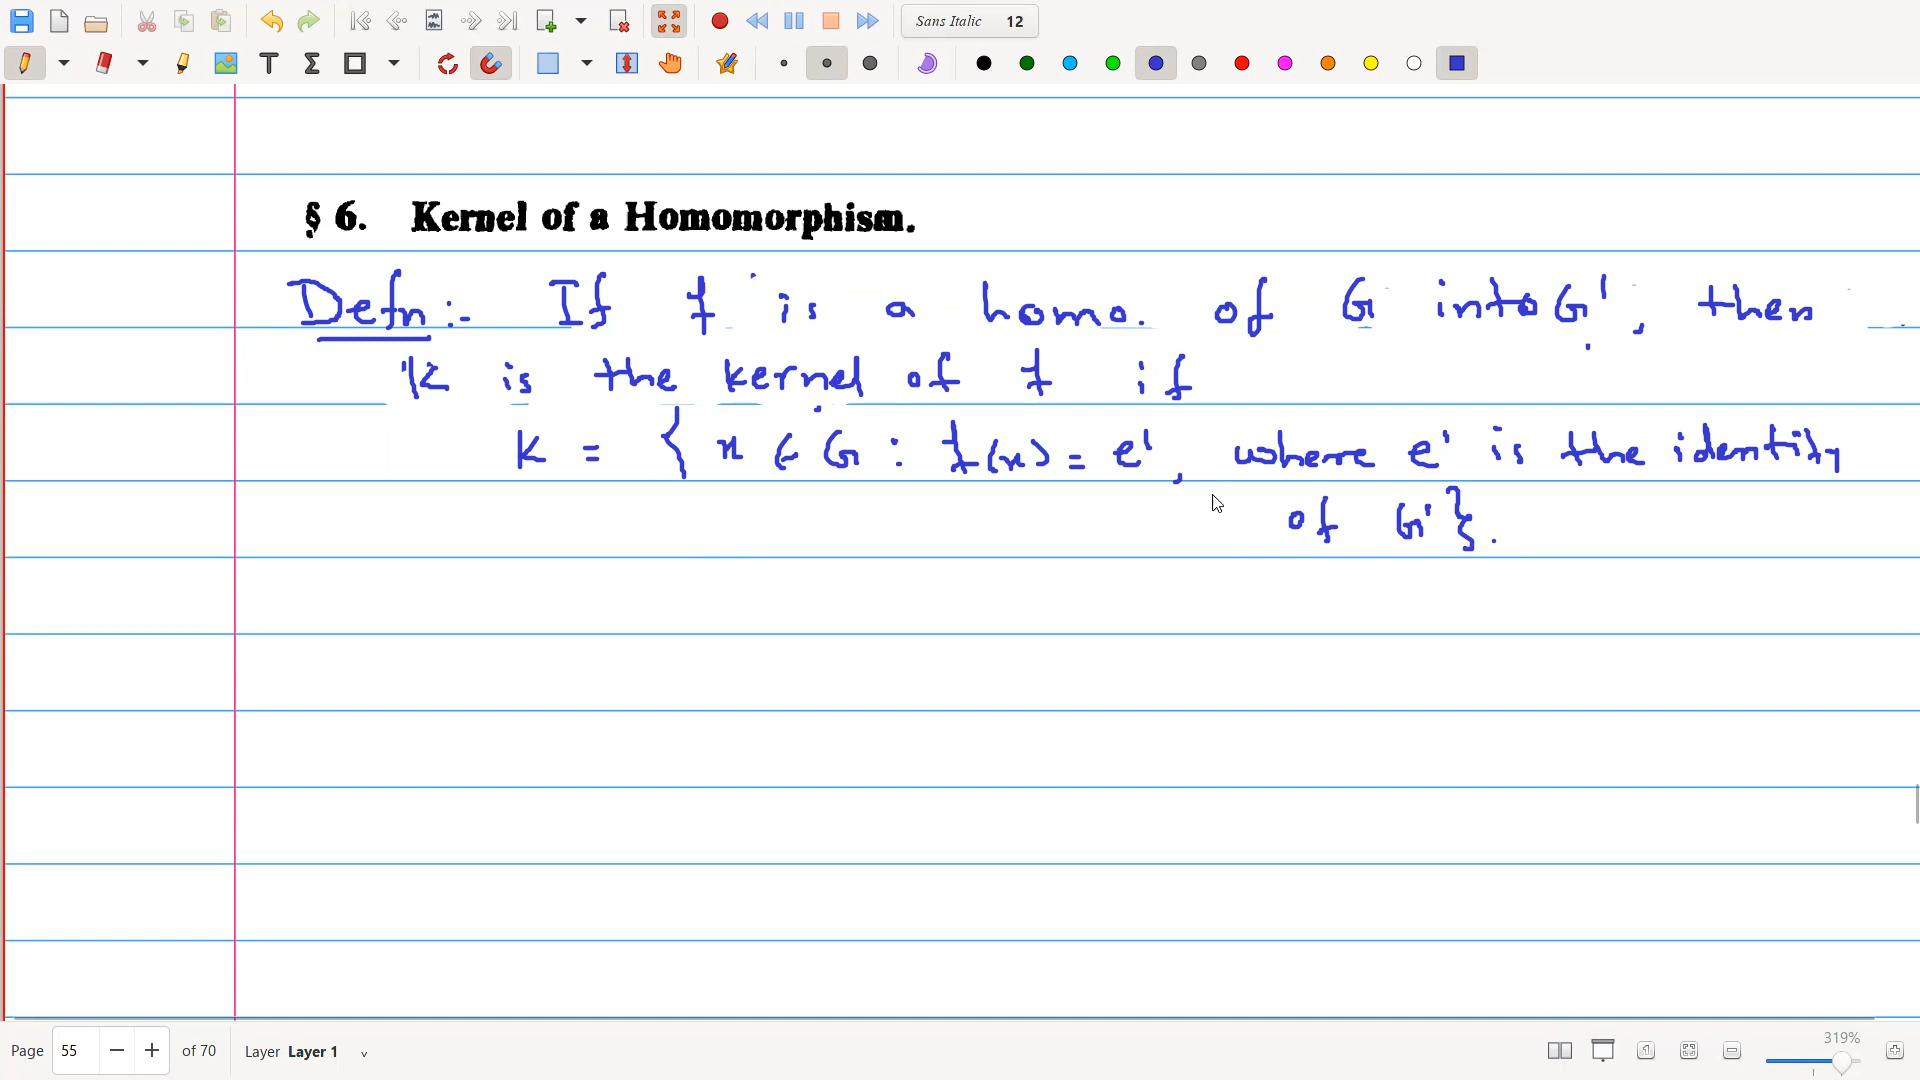 Sans Italic 12
§ 6. Kernel of a Homomorphism.
Defn:- If f is a homo. of G into G', then
K is the kernel of f if
K = { x ∈ G : f(x) = e', where e' is the identity
of G'}.
Page 55 of 70 Layer Layer 1 319%